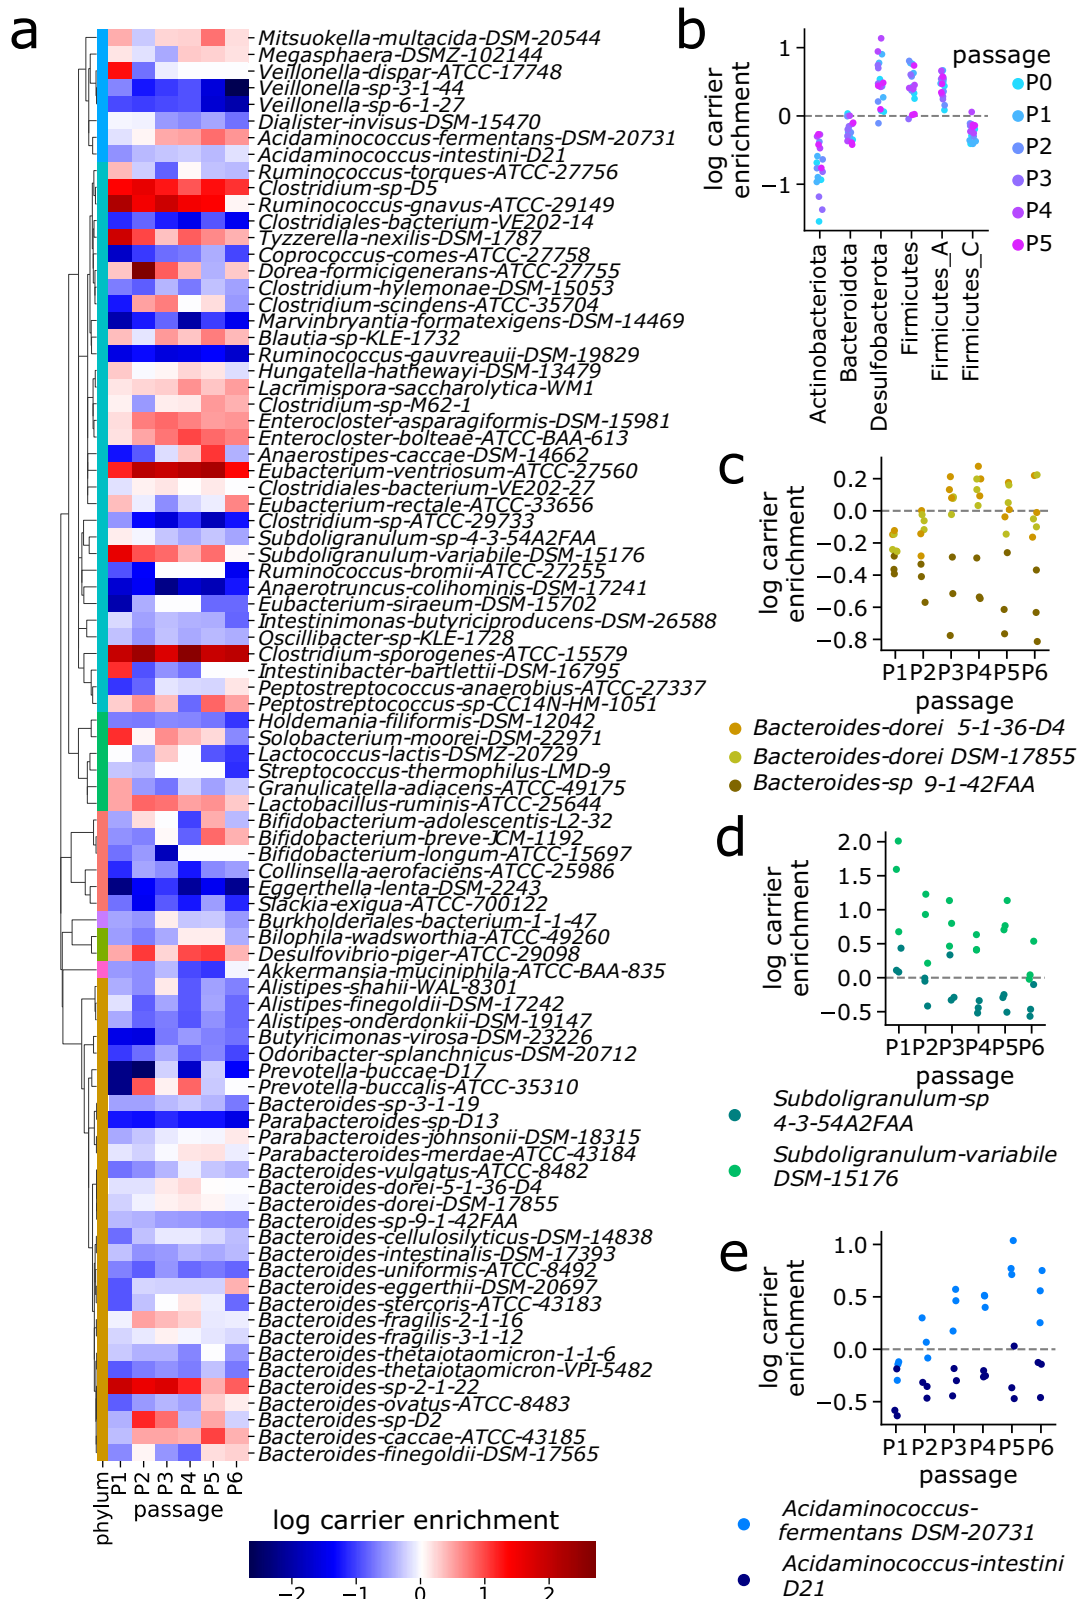 a
Mitsuokella-multacida-DSM-20544
Megasphaera-DSMZ-102144
Veillonella-dispar-ATCC-17748
Veillonella-sp-3-1-44
Veillonella-sp-6-1-27
Dialister-invisus-DSM-15470
Acidaminococcus-fermentans-DSM-20731
Acidaminococcus-intestini-D21
Ruminococcus-torques-ATCC-27756
Clostridium-sp-D5
Ruminococcus-gnavus-ATCC-29149
Clostridiales-bacterium-VE202-14
Tyzzerella-nexilis-DSM-1787
Coprococcus-comes-ATCC-27758
Dorea-formicigenerans-ATCC-27755
Clostridium-hylemonae-DSM-15053
Clostridium-scindens-ATCC-35704
Marvinbryantia-formatexigens-DSM-14469
Blautia-sp-KLE-1732
Ruminococcus-gauvreauii-DSM-19829
Hungatella-hathewayi-DSM-13479
Lacrimispora-saccharolytica-WM1
Clostridium-sp-M62-1
Enterocloster-asparagiformis-DSM-15981
Enterocloster-bolteae-ATCC-BAA-613
Anaerostipes-caccae-DSM-14662
Eubacterium-ventriosum-ATCC-27560
Clostridiales-bacterium-VE202-27
Eubacterium-rectale-ATCC-33656
Clostridium-sp-ATCC-29733
Subdoligranulum-sp-4-3-54A2FAA
Subdoligranulum-variabile-DSM-15176
Ruminococcus-bromii-ATCC-27255
Anaerotruncus-colihominis-DSM-17241
Eubacterium-siraeum-DSM-15702
Intestinimonas-butyriciproducens-DSM-26588
Oscillibacter-sp-KLE-1728
Clostridium-sporogenes-ATCC-15579
Intestinibacter-bartlettii-DSM-16795
Peptostreptococcus-anaerobius-ATCC-27337
Peptostreptococcus-sp-CC14N-HM-1051
Holdemania-filiformis-DSM-12042
Solobacterium-moorei-DSM-22971
Lactococcus-lactis-DSMZ-20729
Streptococcus-thermophilus-LMD-9
Granulicatella-adiacens-ATCC-49175
Lactobacillus-ruminis-ATCC-25644
Bifidobacterium-adolescentis-L2-32
Bifidobacterium-breve-JCM-1192
Bifidobacterium-longum-ATCC-15697
Collinsella-aerofaciens-ATCC-25986
Eggerthella-lenta-DSM-2243
Slackia-exigua-ATCC-700122
Burkholderiales-bacterium-1-1-47
Bilophila-wadsworthia-ATCC-49260
Desulfovibrio-piger-ATCC-29098
Akkermansia-muciniphila-ATCC-BAA-835
Alistipes-shahii-WAL-8301
Alistipes-finegoldii-DSM-17242
Alistipes-onderdonkii-DSM-19147
Butyricimonas-virosa-DSM-23226
Odoribacter-splanchnicus-DSM-20712
Prevotella-buccae-D17
Prevotella-buccalis-ATCC-35310
Bacteroides-sp-3-1-19
Parabacteroides-sp-D13
Parabacteroides-johnsonii-DSM-18315
Parabacteroides-merdae-ATCC-43184
Bacteroides-vulgatus-ATCC-8482
Bacteroides-dorei-5-1-36-D4
Bacteroides-dorei-DSM-17855
Bacteroides-sp-9-1-42FAA
Bacteroides-cellulosilyticus-DSM-14838
Bacteroides-intestinalis-DSM-17393
Bacteroides-uniformis-ATCC-8492
Bacteroides-eggerthii-DSM-20697
Bacteroides-stercoris-ATCC-43183
Bacteroides-fragilis-2-1-16
Bacteroides-fragilis-3-1-12
Bacteroides-thetaiotaomicron-1-1-6
Bacteroides-thetaiotaomicron-VPI-5482
Bacteroides-sp-2-1-22
Bacteroides-ovatus-ATCC-8483
Bacteroides-sp-D2
Bacteroides-caccae-ATCC-43185
Bacteroides-finegoldii-DSM-17565
phylum P1 P2 P3 P4 P5 P6
passage
log carrier enrichment
−2 −1 0 1 2
b
log carrier
enrichment
1
0
−1
Actinobacteriota
Bacteroidota
Desulfobacterota
Firmicutes
Firmicutes_A
Firmicutes_C
passage
P0
P1
P2
P3
P4
P5
c
log carrier
enrichment
0.2
0.0
−0.2
−0.4
−0.6
−0.8
P1 P2 P3 P4 P5 P6
passage
Bacteroides-dorei 5-1-36-D4
Bacteroides-dorei DSM-17855
Bacteroides-sp 9-1-42FAA
d
log carrier
enrichment
2.0
1.5
1.0
0.5
0.0
−0.5
P1 P2 P3 P4 P5 P6
passage
Subdoligranulum-sp
4-3-54A2FAA
Subdoligranulum-variabile
DSM-15176
e
log carrier
enrichment
1.0
0.5
0.0
−0.5
P1 P2 P3 P4 P5 P6
passage
Acidaminococcus-
fermentans DSM-20731
Acidaminococcus-intestini
D21